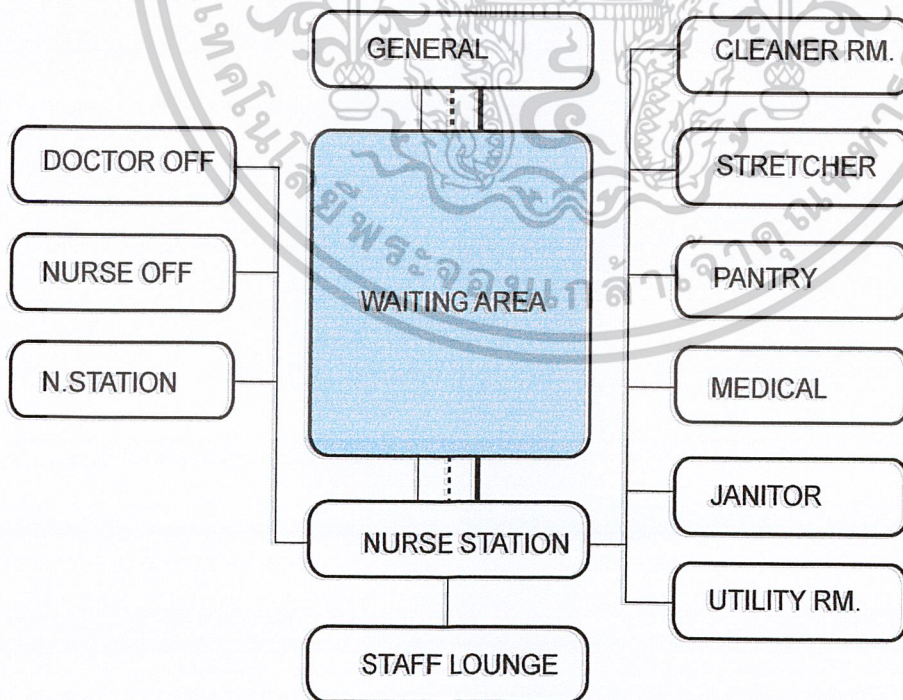 GENERAL
CLEANER RM.
DOCTOR OFF
STRETCHER
NURSE OFF
PANTRY
WAITING AREA
N.STATION
MEDICAL
JANITOR
NURSE STATION
UTILITY RM.
STAFF LOUNGE